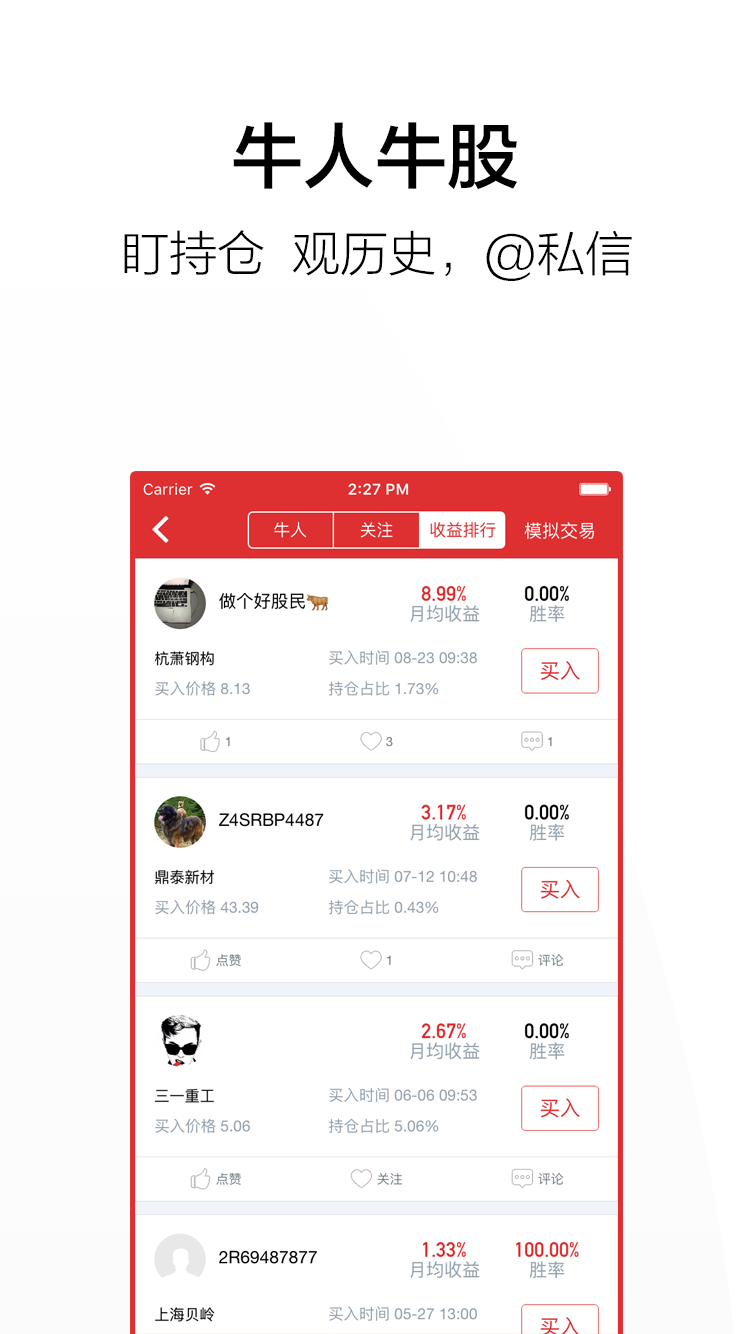 牛人牛股
盯持仓 观历史，@私信
Carrier 2:27 PM
牛人 关注 收益排行 模拟交易
做个好股民🐂 8.99% 0.00%
月均收益 胜率
杭萧钢构 买入时间 08-23 09:38 买入
买入价格 8.13 持仓占比 1.73%
1 3 1
Z4SRBP4487 3.17% 0.00%
月均收益 胜率
鼎泰新材 买入时间 07-12 10:48 买入
买入价格 43.39 持仓占比 0.43%
点赞 1 评论
2.67% 0.00%
月均收益 胜率
三一重工 买入时间 06-06 09:53 买入
买入价格 5.06 持仓占比 5.06%
点赞 关注 评论
2R69487877 1.33% 100.00%
月均收益 胜率
上海贝岭 买入时间 05-27 13:00 买入